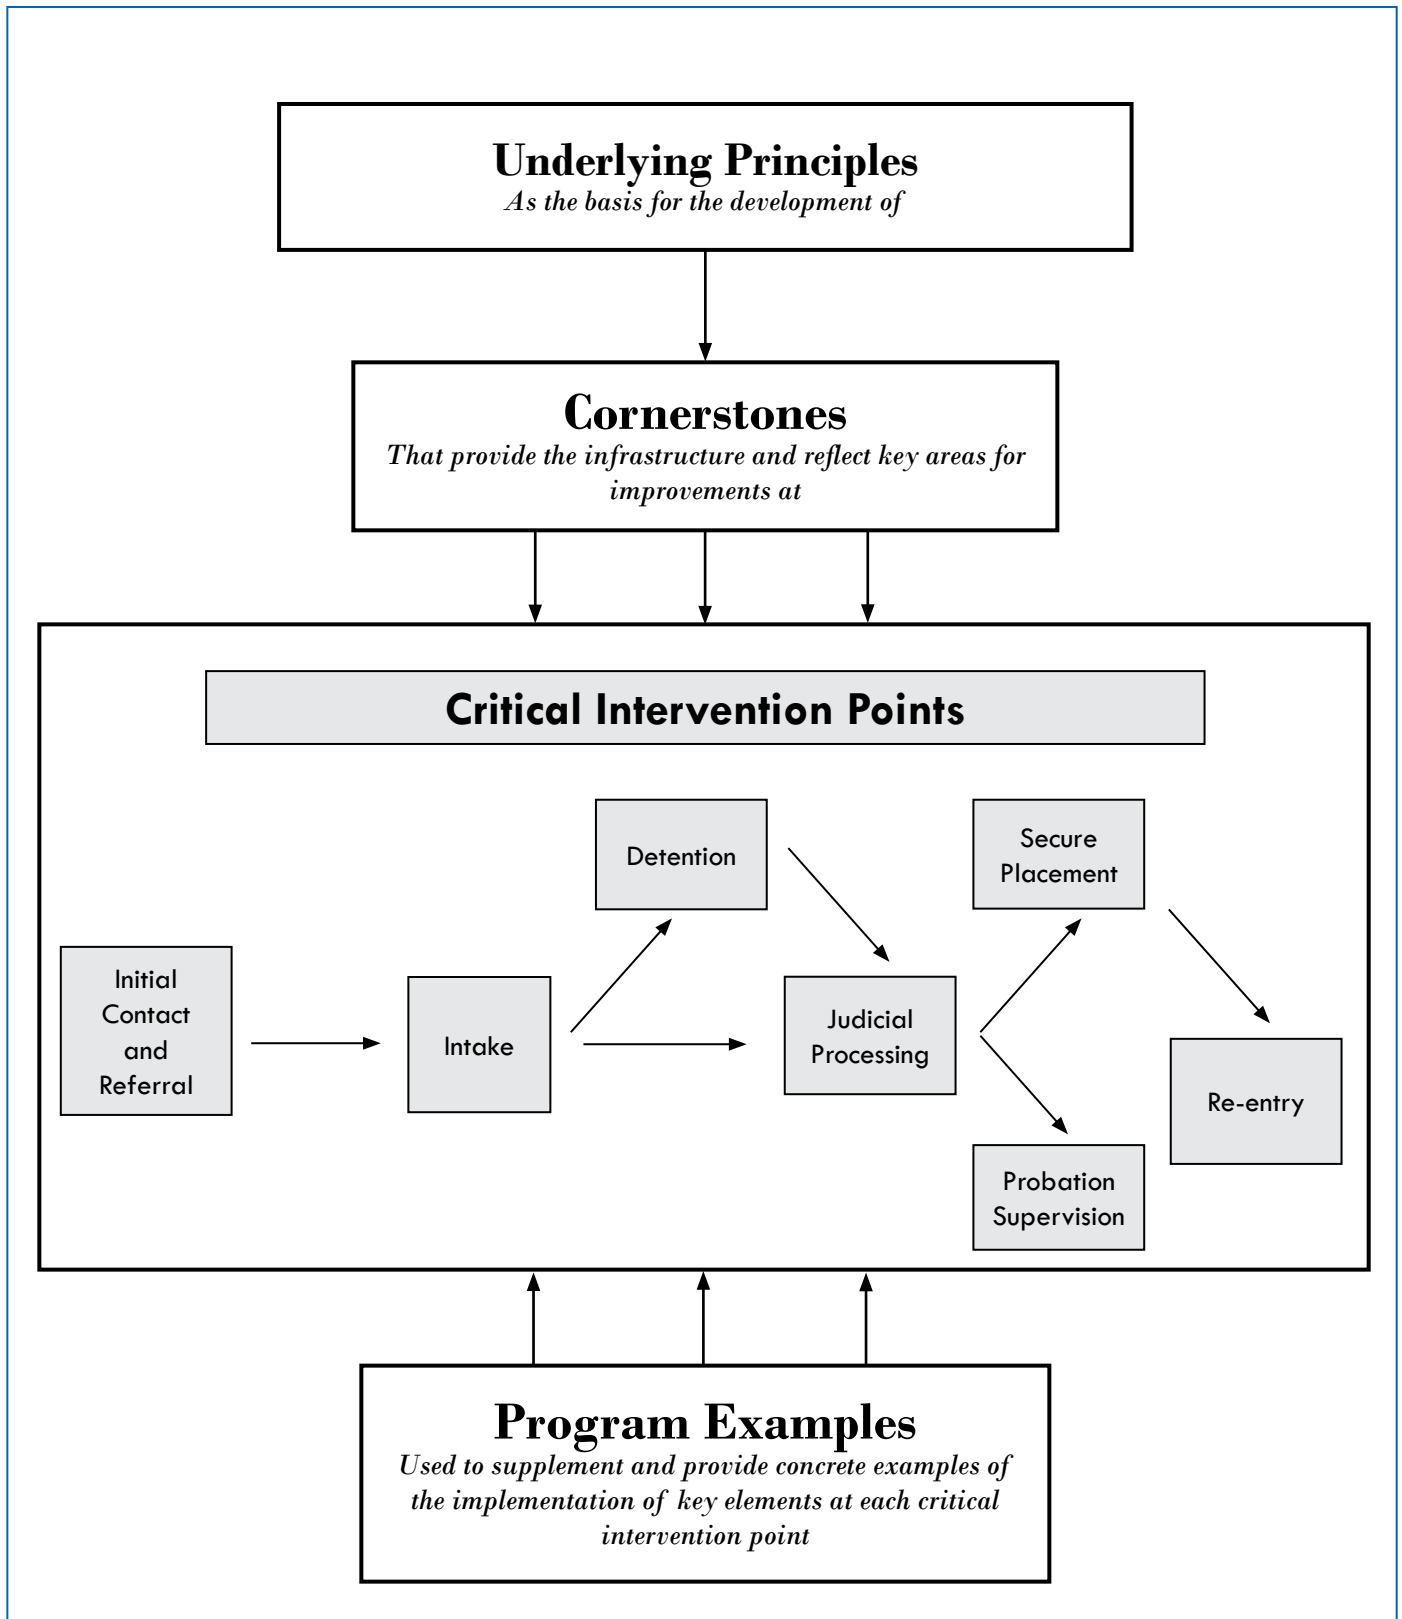 Underlying Principles
As the basis for the development of
Cornerstones
That provide the infrastructure and reflect key areas for
improvements at
Critical Intervention Points
Initial
Contact
and
Referral
Intake
Detention
Judicial
Processing
Secure
Placement
Probation
Supervision
Re-entry
Program Examples
Used to supplement and provide concrete examples of
the implementation of key elements at each critical
intervention point